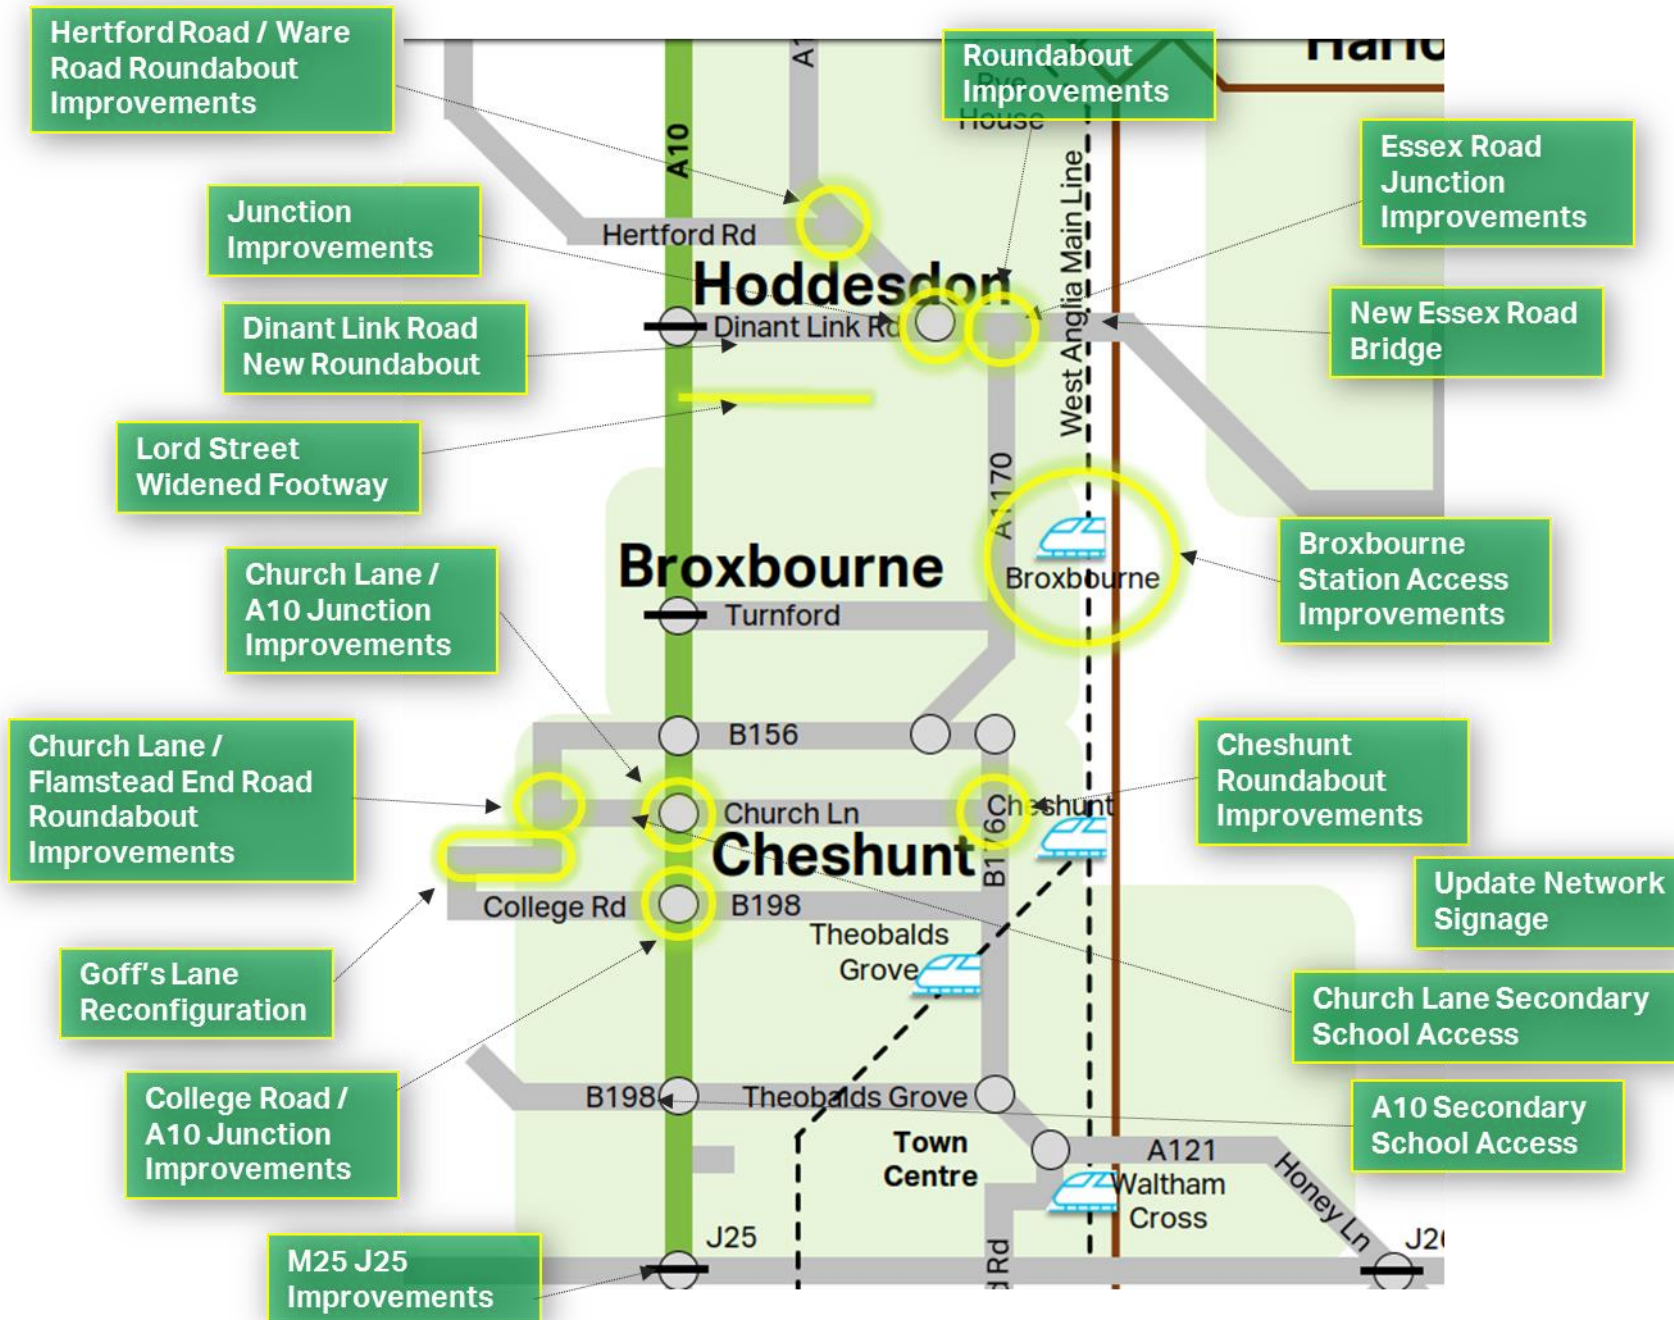 Hertford Road / Ware
Road Roundabout
Improvements
Roundabout
Improvements
Pye
House
A10
Essex Road
Junction
Improvements
Junction
Improvements
Hertford Rd
West Anglia Main Line
Hoddesdon
Dinant Link Road
New Roundabout
Dinant Link Rd
New Essex Road
Bridge
Lord Street
Widened Footway
A1170
Church Lane /
A10 Junction
Improvements
Broxbourne
Broxbourne
Broxbourne
Station Access
Improvements
Turnford
Church Lane /
Flamstead End Road
Roundabout
Improvements
B156
Cheshunt
Roundabout
Improvements
Church Ln
Cheshunt
Cheshunt
B176
Update Network
Signage
College Rd
B198
Theobalds
Grove
Goff's Lane
Reconfiguration
Church Lane Secondary
School Access
College Road /
A10 Junction
Improvements
B198
Theobalds Grove
A10 Secondary
School Access
Town
Centre
A121
Waltham
Cross
Honey Ln
J25
M25 J25
Improvements
Rd